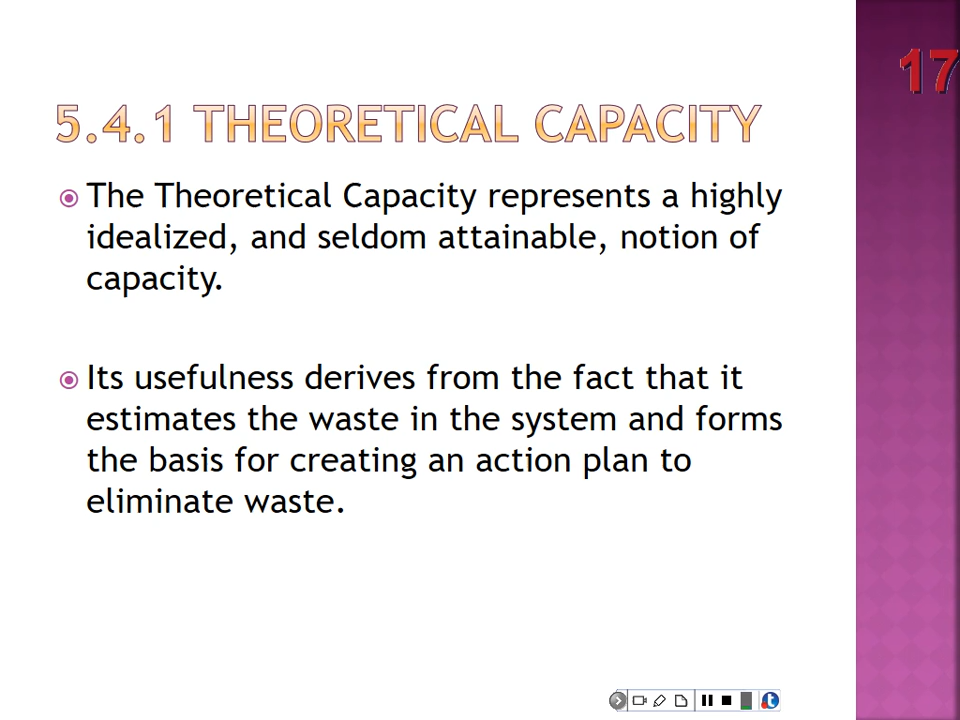 17
5.4.1 THEORETICAL CAPACITY
The Theoretical Capacity represents a highly
idealized, and seldom attainable, notion of
capacity.
Its usefulness derives from the fact that it
estimates the waste in the system and forms
the basis for creating an action plan to
eliminate waste.